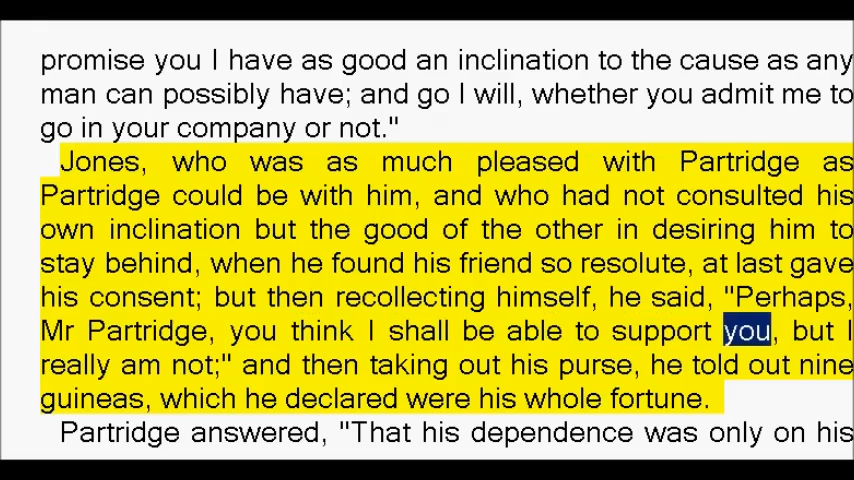 promise you I have as good an inclination to the cause as any
man can possibly have; and go I will, whether you admit me to
go in your company or not."
Jones, who was as much pleased with Partridge as
Partridge could be with him, and who had not consulted his
own inclination but the good of the other in desiring him to
stay behind, when he found his friend so resolute, at last gave
his consent; but then recollecting himself, he said, "Perhaps,
Mr Partridge, you think I shall be able to support you, but I
really am not;" and then taking out his purse, he told out nine
guineas, which he declared were his whole fortune.
Partridge answered, "That his dependence was only on his